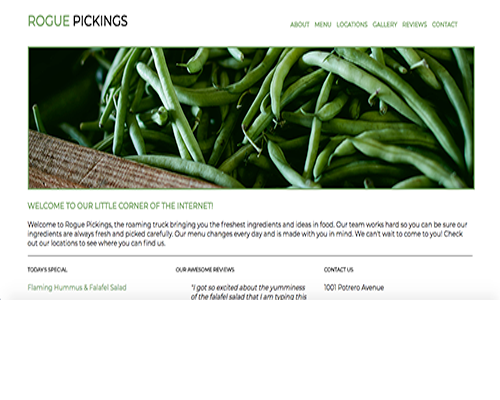 ROGUE PICKINGS
ABOUT MENU LOCATIONS GALLERY REVIEWS CONTACT
WELCOME TO OUR LITTLE CORNER OF THE INTERNET!
Welcome to Rogue Pickings, the roaming truck bringing you the freshest ingredients and ideas in food. Our team works hard so you can be sure our
ingredients are always fresh and picked carefully. Our menu changes every day and is made with you in mind. We can't wait to come to you! Check
out our locations to see where you can find us.
TODAY'S SPECIAL
Flaming Hummus & Falafel Salad
OUR AWESOME REVIEWS
"I got so excited about the yumminess
of the falafel salad that I am typing this
CONTACT US
1001 Potrero Avenue